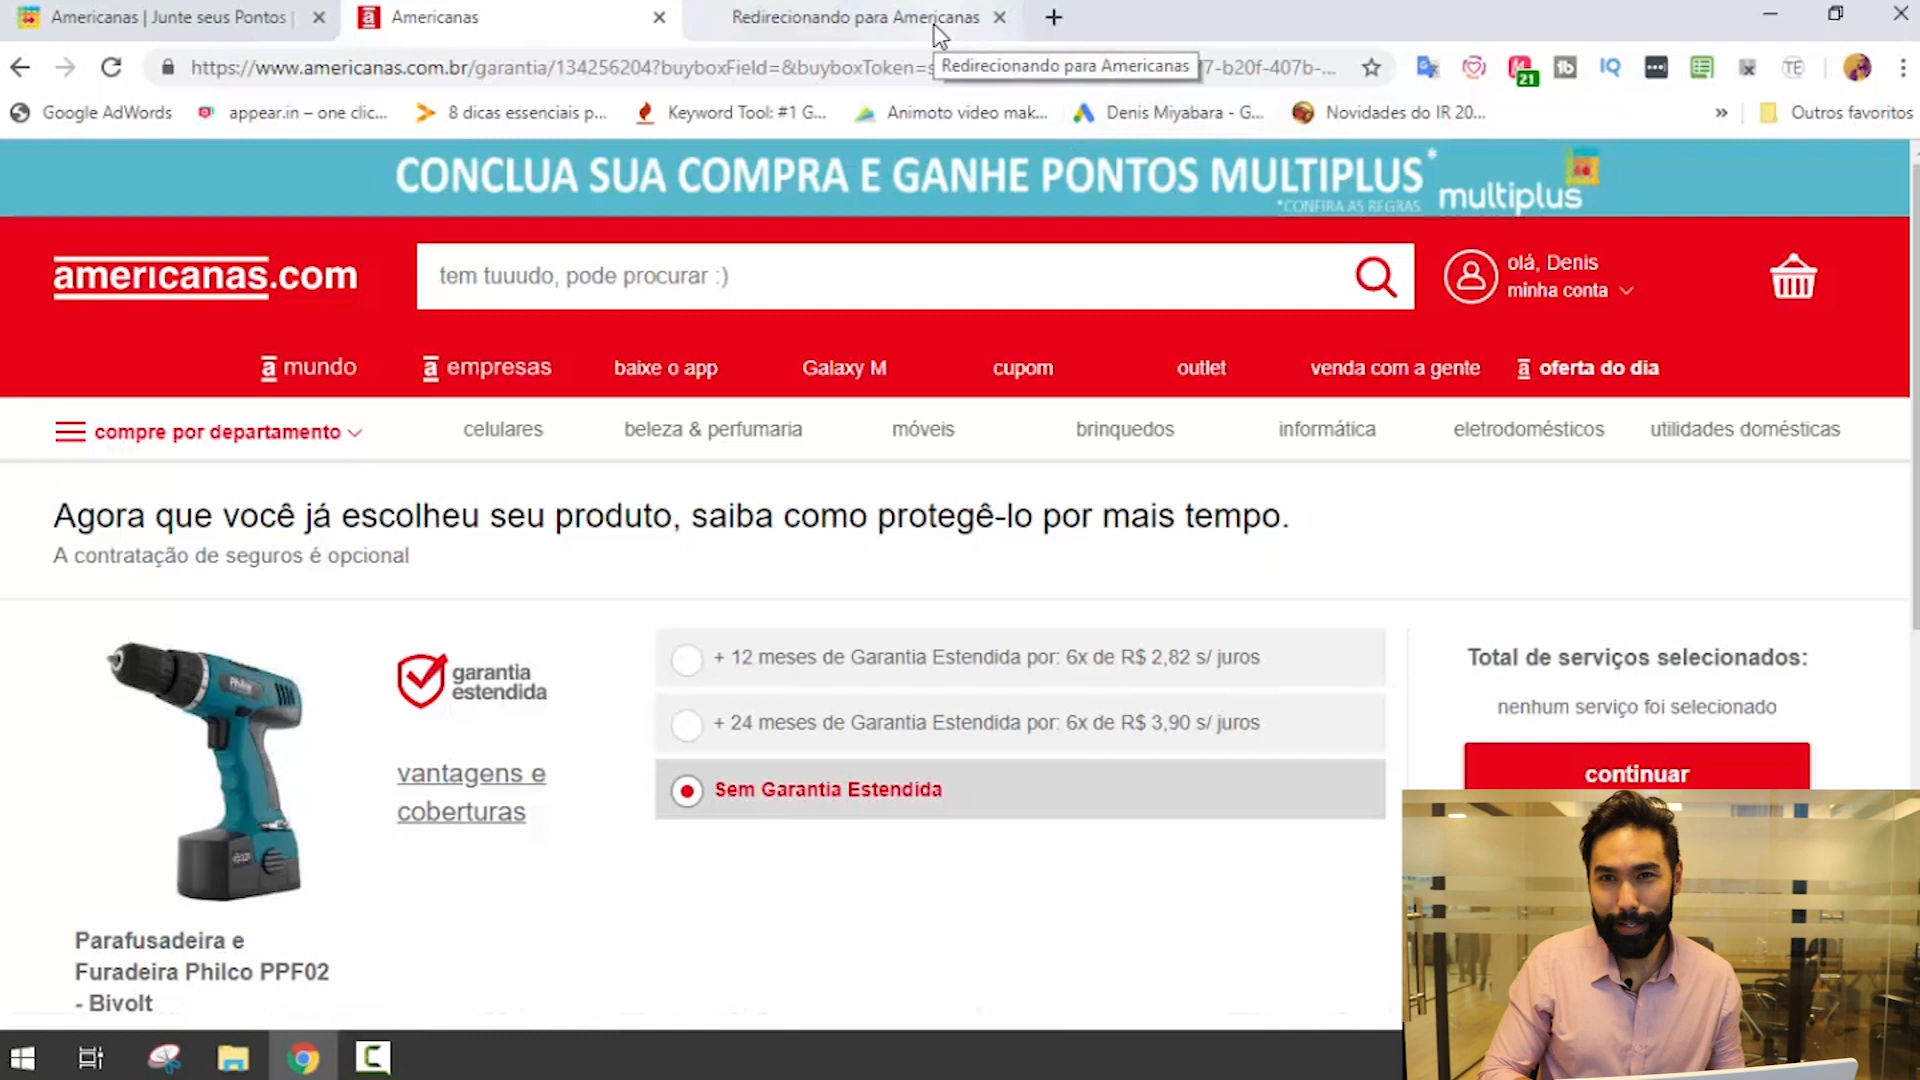 Americanas | Junte seus Pontos |
Americanas
Redirecionando para Americanas
https://www.americanas.com.br/garantia/134256204?buyboxField=&buyboxToken=s
7-b20f-407b-...
Redirecionando para Americanas
21
1b
IQ
TE
Google AdWords
appear.in – one clic...
8 dicas essenciais p...
Keyword Tool: #1 G...
Animoto video mak...
Denis Miyabara - G...
Novidades do IR 20...
»
Outros favoritos
CONCLUA SUA COMPRA E GANHE PONTOS MULTIPLUS*
*CONFIRA AS REGRAS
multiplus
americanas.com
tem tuuudo, pode procurar :)
olá, Denis
minha conta
a mundo
a empresas
baixe o app
Galaxy M
cupom
outlet
venda com a gente
a oferta do dia
compre por departamento
celulares
beleza & perfumaria
móveis
brinquedos
informática
eletrodomésticos
utilidades domésticas
Agora que você já escolheu seu produto, saiba como protegê-lo por mais tempo.
A contratação de seguros é opcional
Philco
garantia
estendida
vantagens e
coberturas
+ 12 meses de Garantia Estendida por: 6x de R$ 2,82 s/ juros
+ 24 meses de Garantia Estendida por: 6x de R$ 3,90 s/ juros
Sem Garantia Estendida
Total de serviços selecionados:
nenhum serviço foi selecionado
continuar
Parafusadeira e
Furadeira Philco PPF02
- Bivolt